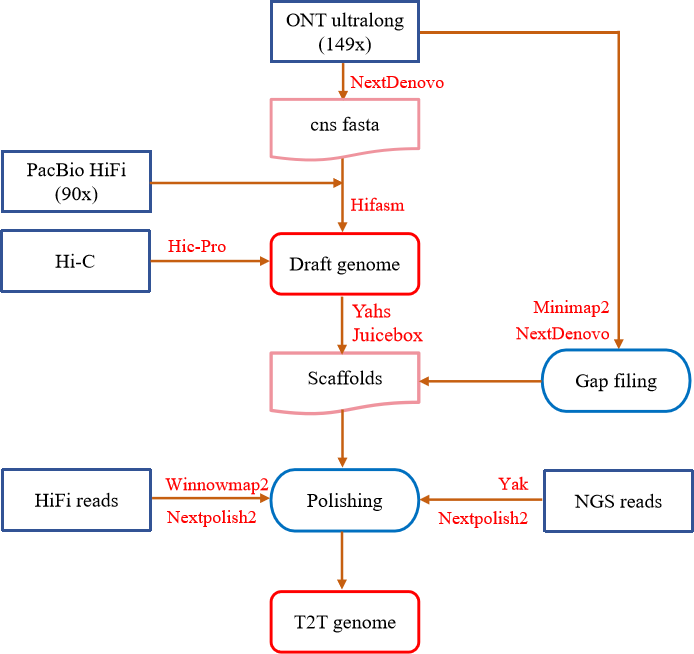 ONT ultralong
(149x)
NextDenovo
cns fasta
PacBio HiFi
(90x)
Hifasm
Hic-Pro
Hi-C
Draft genome
Yahs
Juicebox
Minimap2
NextDenovo
Scaffolds
Gap filing
HiFi reads
Winnowmap2
Nextpolish2
Polishing
Yak
Nextpolish2
NGS reads
T2T genome